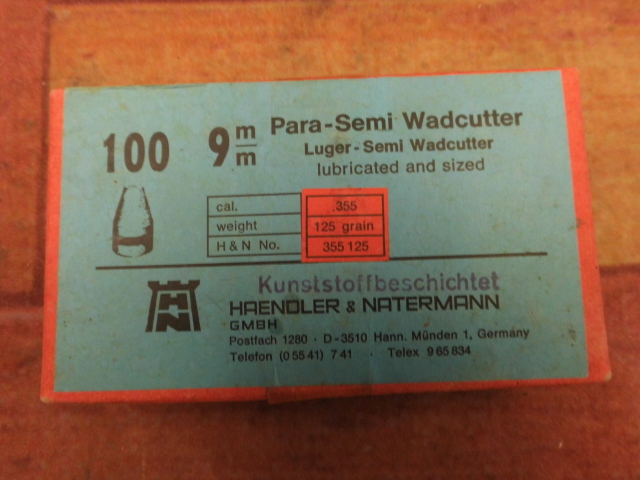 100 9 m/m Para-Semi Wadcutter
Luger-Semi Wadcutter
lubricated and sized
cal. .355
weight 125 grain
H & N No. 355 125
Kunststoffbeschichtet
HN HAENDLER & NATERMANN
GMBH
Postfach 1280 · D-3510 Hann. Münden 1, Germany
Telefon (0 55 41) 7 41 · Telex 9 65 834